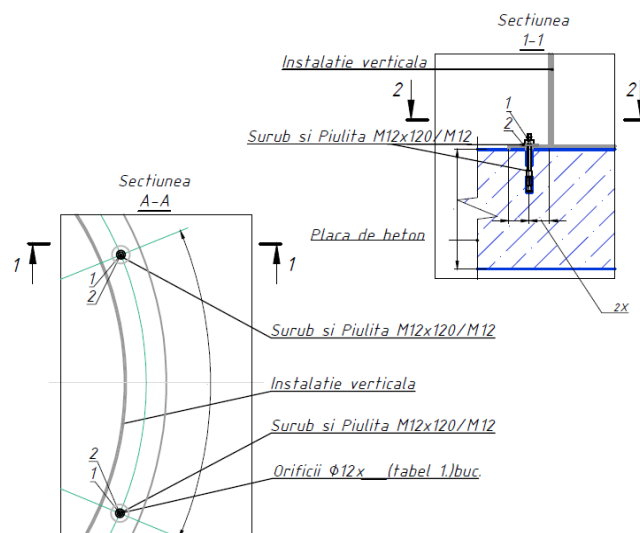 Sectiunea
1-1
Instalatie verticala
2
2
1
Surub si Piulita M12x120/M12
2
Sectiunea
A-A
Placa de beton
1
1
1
2
2X
Surub si Piulita M12x120/M12
Instalatie verticala
Surub si Piulita M12x120/M12
2
1
Orificii Φ12x___(tabel 1.)buc.